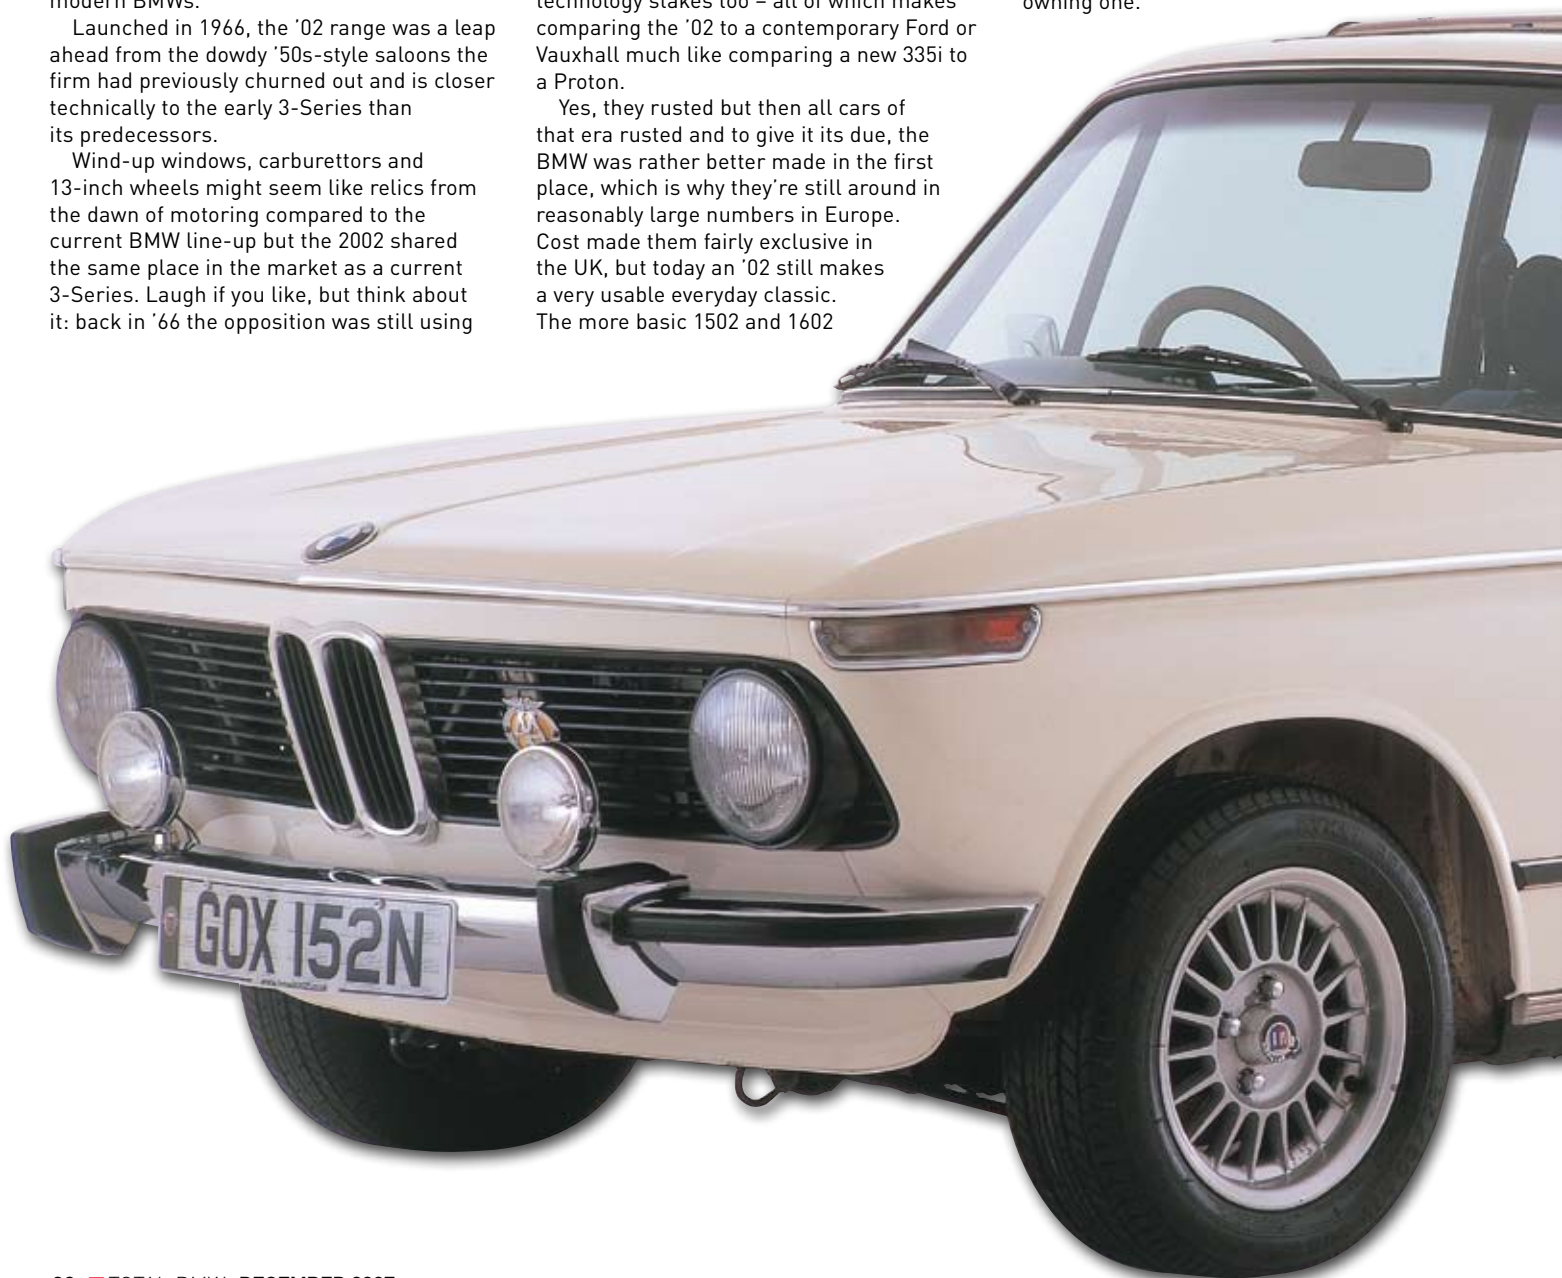 modern BMWs.
Launched in 1966, the ’02 range was a leap
ahead from the dowdy ’50s-style saloons the
firm had previously churned out and is closer
technically to the early 3-Series than
its predecessors.
Wind-up windows, carburettors and
13-inch wheels might seem like relics from
the dawn of motoring compared to the
current BMW line-up but the 2002 shared
the same place in the market as a current
3-Series. Laugh if you like, but think about
it: back in ’66 the opposition was still using
technology stakes too – all of which makes
comparing the ’02 to a contemporary Ford or
Vauxhall much like comparing a new 335i to
a Proton.
Yes, they rusted but then all cars of
that era rusted and to give it its due, the
BMW was rather better made in the first
place, which is why they’re still around in
reasonably large numbers in Europe.
Cost made them fairly exclusive in
the UK, but today an ’02 still makes
a very usable everyday classic.
The more basic 1502 and 1602
owning one.
GOX 152N
TOTAL BMW DECEMBER 2007